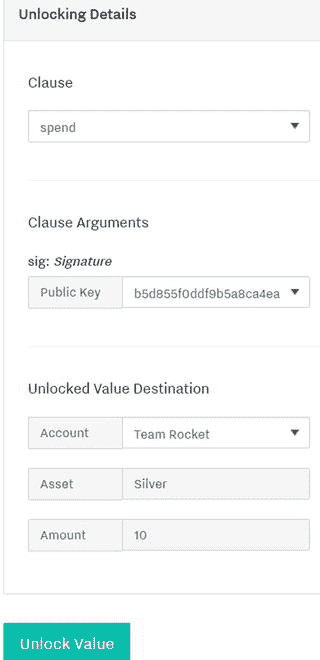 Unlocking Details
Clause
spend
Clause Arguments
sig: Signature
Public Key b5d855f0ddf9b5a8ca4ea
Unlocked Value Destination
Account Team Rocket
Asset Silver
Amount 10
Unlock Value